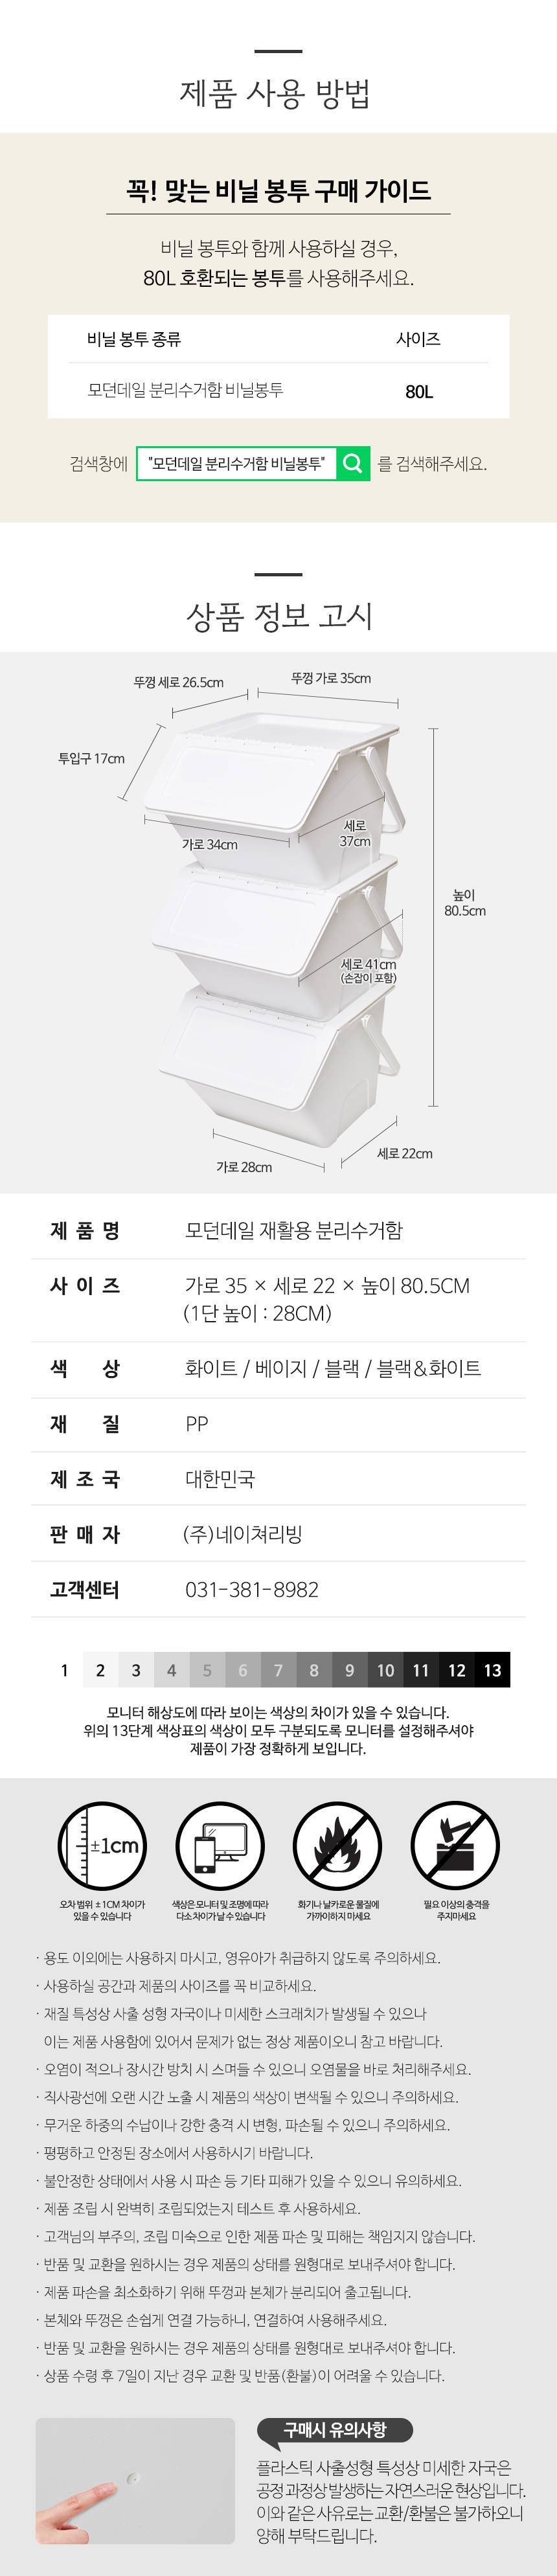 제품 사용 방법
꼭! 맞는 비닐 봉투 구매 가이드
비닐 봉투와 함께 사용하실 경우,
80L 호환되는 봉투를 사용해주세요.
비닐 봉투 종류 사이즈
모던데일 분리수거함 비닐봉투 80L
검색창에 "모던데일 분리수거함 비닐봉투" 를 검색해주세요.
상품 정보 고시
뚜껑 세로 26.5cm
뚜껑 가로 35cm
투입구 17cm
가로 34cm
세로
37cm
높이
80.5cm
세로 41cm
(손잡이 포함)
가로 28cm
세로 22cm
제 품 명 모던데일 재활용 분리수거함
사 이 즈 가로 35 × 세로 22 × 높이 80.5CM
(1단 높이 : 28CM)
색 상 화이트 / 베이지 / 블랙 / 블랙&화이트
재 질 PP
제 조 국 대한민국
판 매 자 (주)네이쳐리빙
고객센터 031-381-8982
1 2 3 4 5 6 7 8 9 10 11 12 13
모니터 해상도에 따라 보이는 색상의 차이가 있을 수 있습니다.
위의 13단계 색상표의 색상이 모두 구분되도록 모니터를 설정해주셔야
제품이 가장 정확하게 보입니다.
±1cm
오차 범위 ±1CM 차이가
있을 수 있습니다
색상은 모니터 및 조명에 따라
다소 차이가 날 수 있습니다
화기나 날카로운 물질에
가까이하지 마세요
필요 이상의 충격을
주지마세요
· 용도 이외에는 사용하지 마시고, 영유아가 취급하지 않도록 주의하세요.
· 사용하실 공간과 제품의 사이즈를 꼭 비교하세요.
· 재질 특성상 사출 성형 자국이나 미세한 스크래치가 발생될 수 있으나
이는 제품 사용함에 있어서 문제가 없는 정상 제품이오니 참고 바랍니다.
· 오염이 적으나 장시간 방치 시 스며들 수 있으니 오염물을 바로 처리해주세요.
· 직사광선에 오랜 시간 노출 시 제품의 색상이 변색될 수 있으니 주의하세요.
· 무거운 하중의 수납이나 강한 충격 시 변형, 파손될 수 있으니 주의하세요.
· 평평하고 안정된 장소에서 사용하시기 바랍니다.
· 불안정한 상태에서 사용 시 파손 등 기타 피해가 있을 수 있으니 유의하세요.
· 제품 조립 시 완벽히 조립되었는지 테스트 후 사용하세요.
· 고객님의 부주의, 조립 미숙으로 인한 제품 파손 및 피해는 책임지지 않습니다.
· 반품 및 교환을 원하시는 경우 제품의 상태를 원형대로 보내주셔야 합니다.
· 제품 파손을 최소화하기 위해 뚜껑과 본체가 분리되어 출고됩니다.
· 본체와 뚜껑은 손쉽게 연결 가능하니, 연결하여 사용해주세요.
· 반품 및 교환을 원하시는 경우 제품의 상태를 원형대로 보내주셔야 합니다.
· 상품 수령 후 7일이 지난 경우 교환 및 반품(환불)이 어려울 수 있습니다.
구매시 유의사항
플라스틱 사출성형 특성상 미세한 자국은
공정 과정상 발생하는 자연스러운 현상입니다.
이와 같은 사유로는 교환/환불은 불가하오니
양해 부탁드립니다.